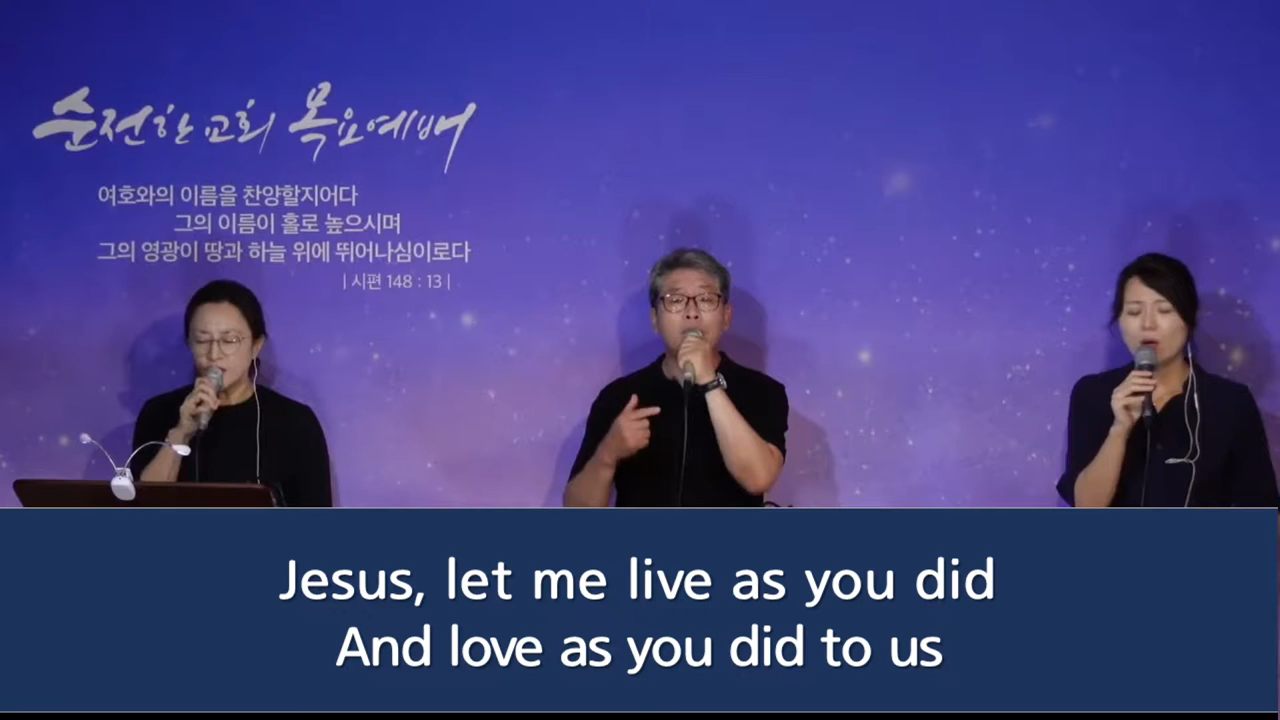 순전한 교회 목요예배
여호와의 이름을 찬양할지어다
그의 이름이 홀로 높으시며
그의 영광이 땅과 하늘 위에 뛰어나심이로다
| 시편 148 : 13 |
Jesus, let me live as you did
And love as you did to us